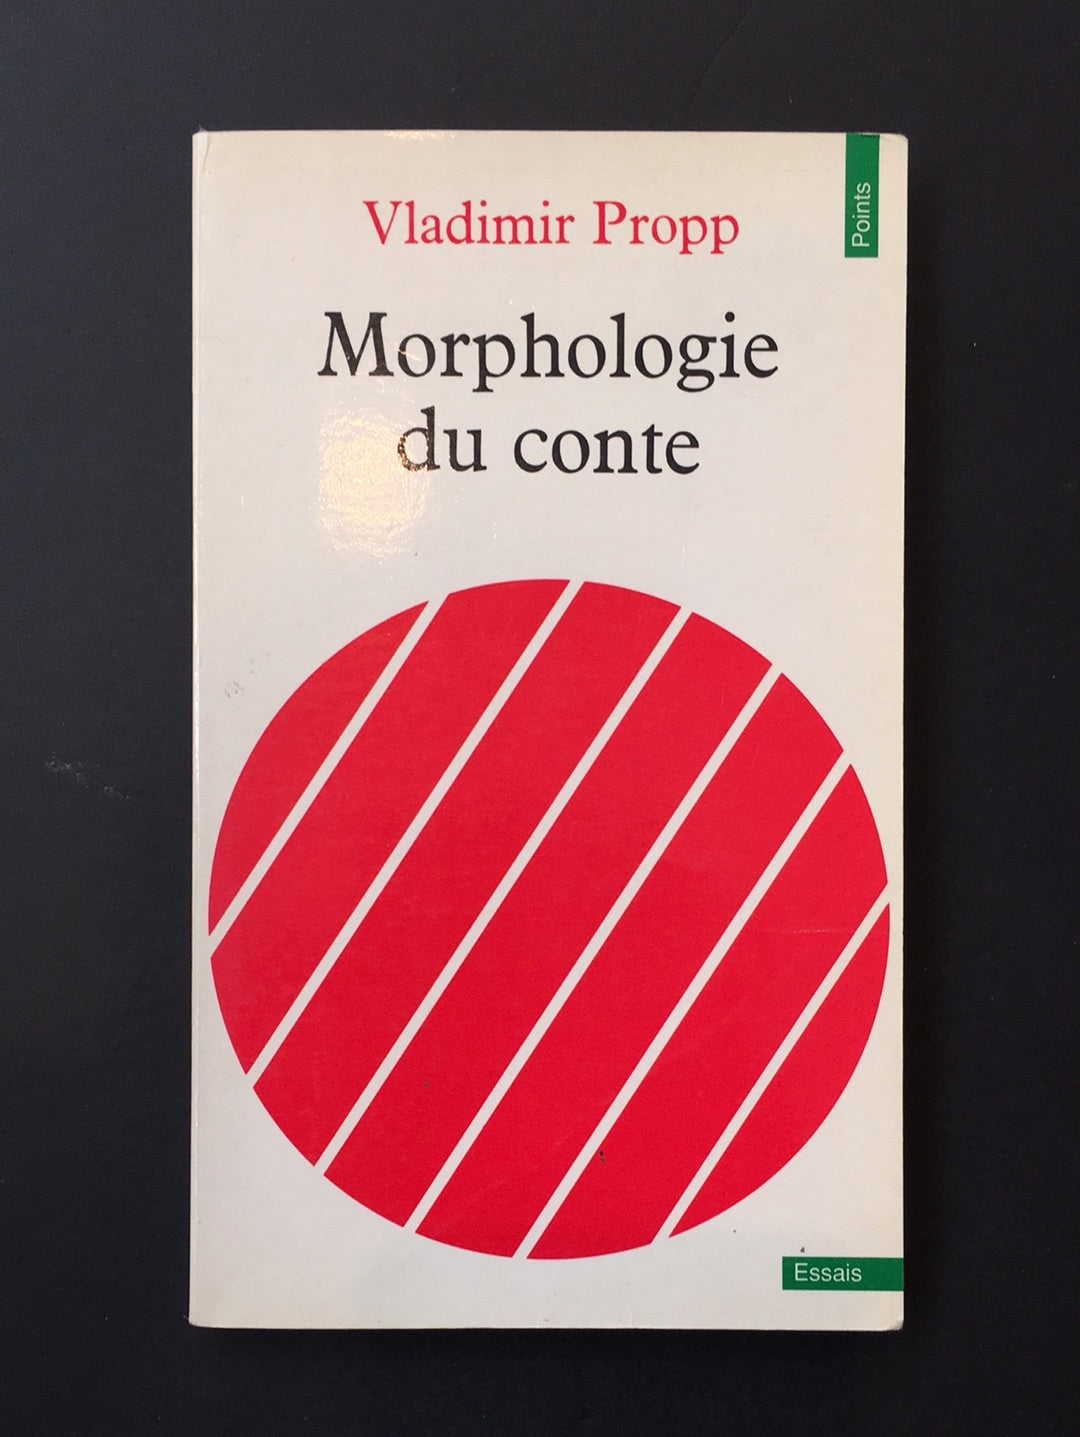 Points
Vladimir Propp
Morphologie
du conte
Essais